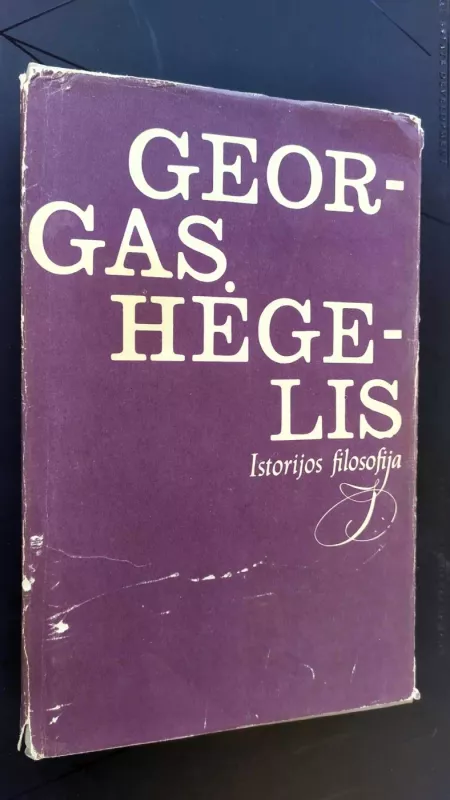 GEOR-
GAS
HĖGE-
LIS
Istorijos filosofija